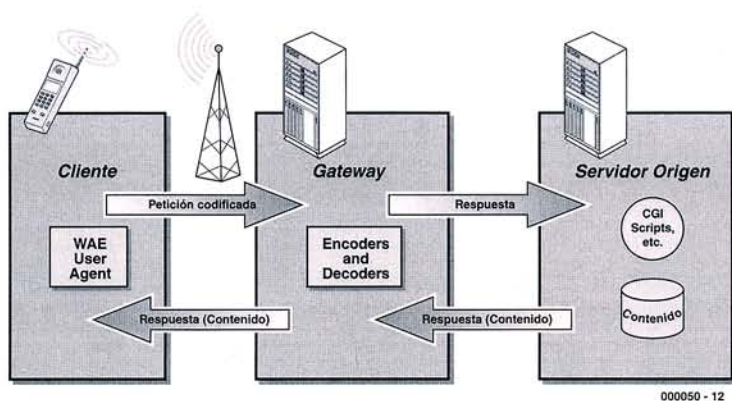 Cliente
Gateway
Servidor Origen
Petición codificada
Respuesta
WAE
User
Agent
Encoders
and
Decoders
CGI
Scripts,
etc.
Respuesta (Contenido)
Respuesta (Contenido)
Contenido
000050 - 12